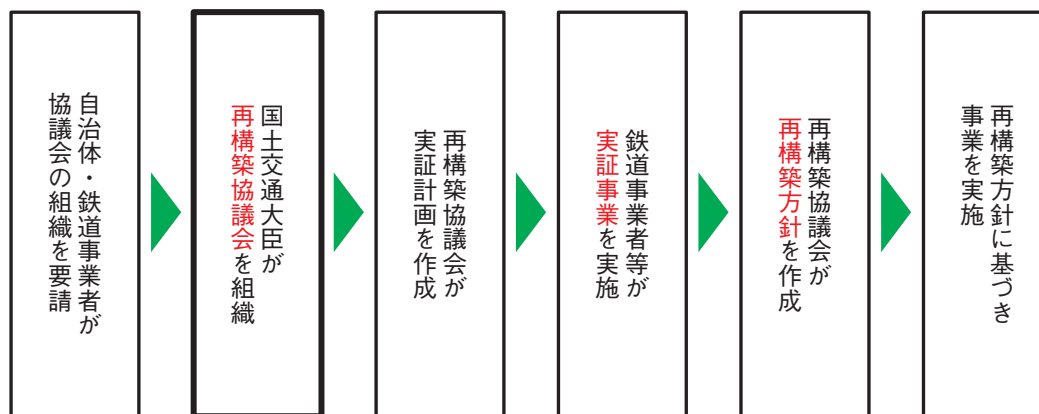 自治体・鉄道事業者が
協議会の組織を要請
国土交通大臣が
再構築協議会を組織
再構築協議会が
実証計画を作成
鉄道事業者等が
実証事業を実施
再構築協議会が
再構築方針を作成
再構築方針に基づき
事業を実施